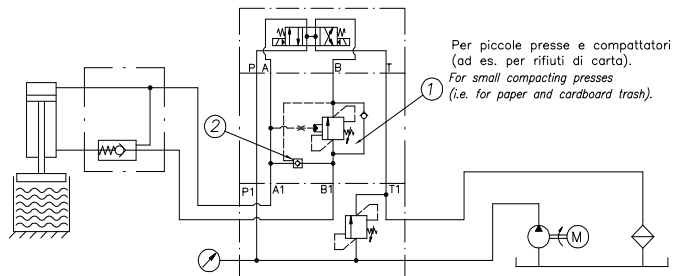 Per piccole presse e compattatori
(ad es. per rifiuti di carta).
For small compacting presses
(i.e. for paper and cardboard trash).
P A B T
1
2
P1 A1 B1 T1
M